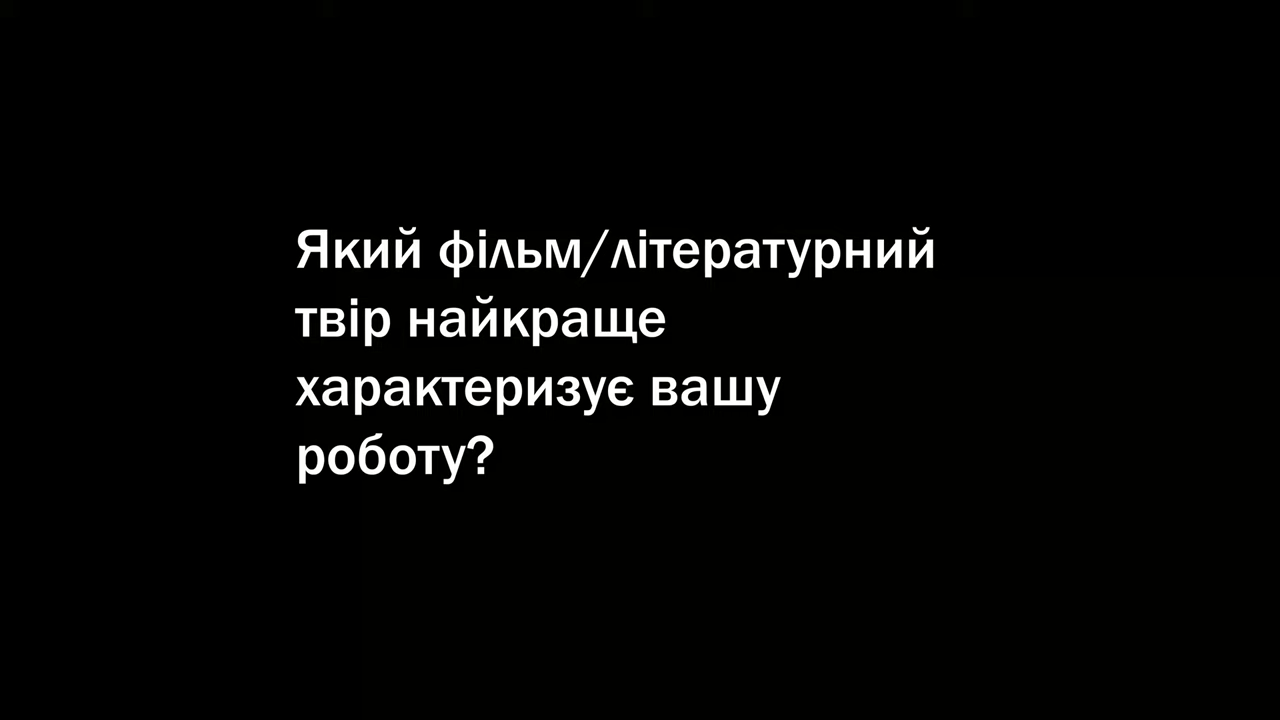 Який фільм/літературний
твір найкраще
характеризує вашу
роботу?